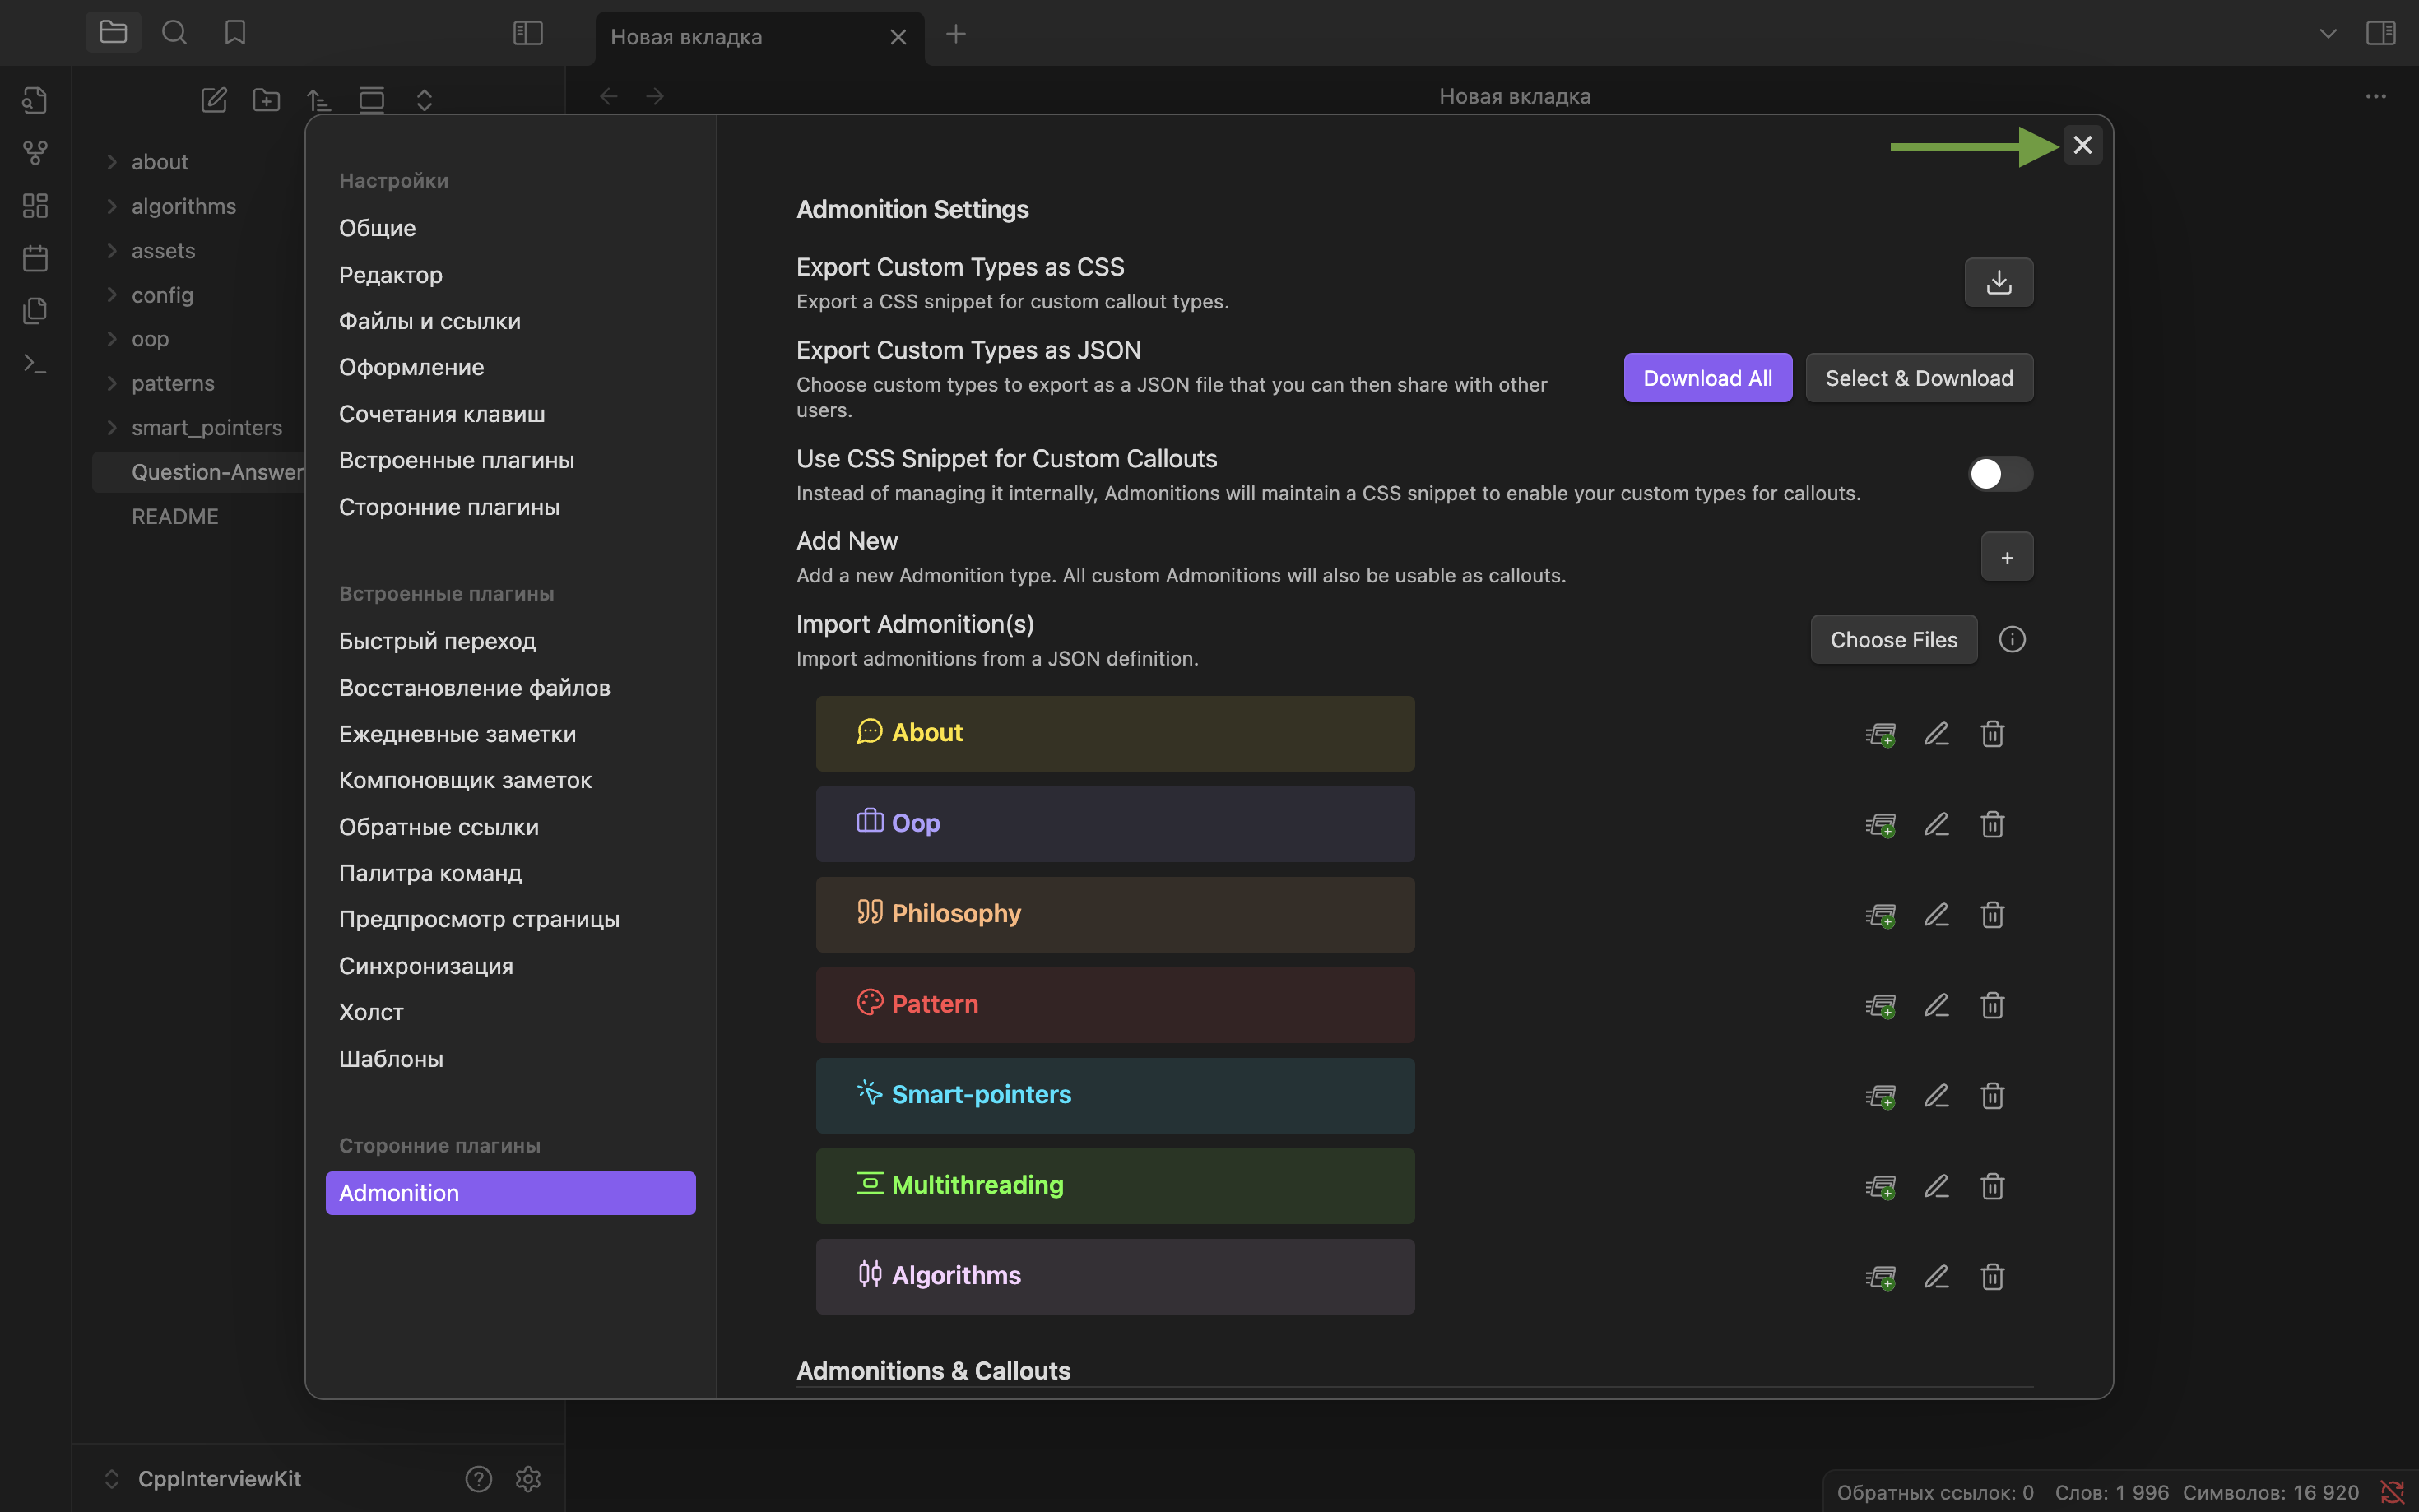 Новая вкладка
Новая вкладка
about
algorithms
assets
config
oop
patterns
smart_pointers
Question-Answer
README
CppInterviewKit
Настройки
Общие
Редактор
Файлы и ссылки
Оформление
Сочетания клавиш
Встроенные плагины
Сторонние плагины
Встроенные плагины
Быстрый переход
Восстановление файлов
Ежедневные заметки
Компоновщик заметок
Обратные ссылки
Палитра команд
Предпросмотр страницы
Синхронизация
Холст
Шаблоны
Сторонние плагины
Admonition
Admonition Settings
Export Custom Types as CSS
Export a CSS snippet for custom callout types.
Export Custom Types as JSON
Choose custom types to export as a JSON file that you can then share with other
users.
Download All
Select & Download
Use CSS Snippet for Custom Callouts
Instead of managing it internally, Admonitions will maintain a CSS snippet to enable your custom types for callouts.
Add New
Add a new Admonition type. All custom Admonitions will also be usable as callouts.
Import Admonition(s)
Import admonitions from a JSON definition.
Choose Files
About
Oop
Philosophy
Pattern
Smart-pointers
Multithreading
Algorithms
Admonitions & Callouts
Обратных ссылок: 0 Слов: 1 996 Символов: 16 920